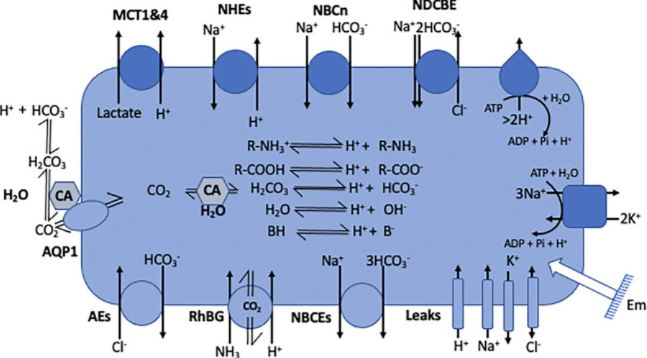 MCT1&4
NHEs
NBCn
NDCBE
Na⁺
Na⁺
HCO₃⁻
Na⁺2HCO₃⁻
Lactate
H⁺
H⁺
Cl⁻
ATP
+ H₂O
>2H⁺
ADP + Pi + H⁺
H⁺ + HCO₃⁻
H₂CO₃
H₂O
CA
CO₂
AQP1
CO₂
CA
H₂O
R-NH₃⁺
H⁺ + R-NH₃
R-COOH
H⁺ + R-COO⁻
H₂CO₃
H⁺ + HCO₃⁻
H₂O
H⁺ + OH⁻
BH
H⁺ + B⁻
ATP + H₂O
3Na⁺
2K⁺
ADP + Pi + H⁺
HCO₃⁻
Na⁺
3HCO₃⁻
K⁺
AEs
RhBG
CO₂
NBCEs
Leaks
Em
Cl⁻
NH₃
H⁺
H⁺
Na⁺
Cl⁻